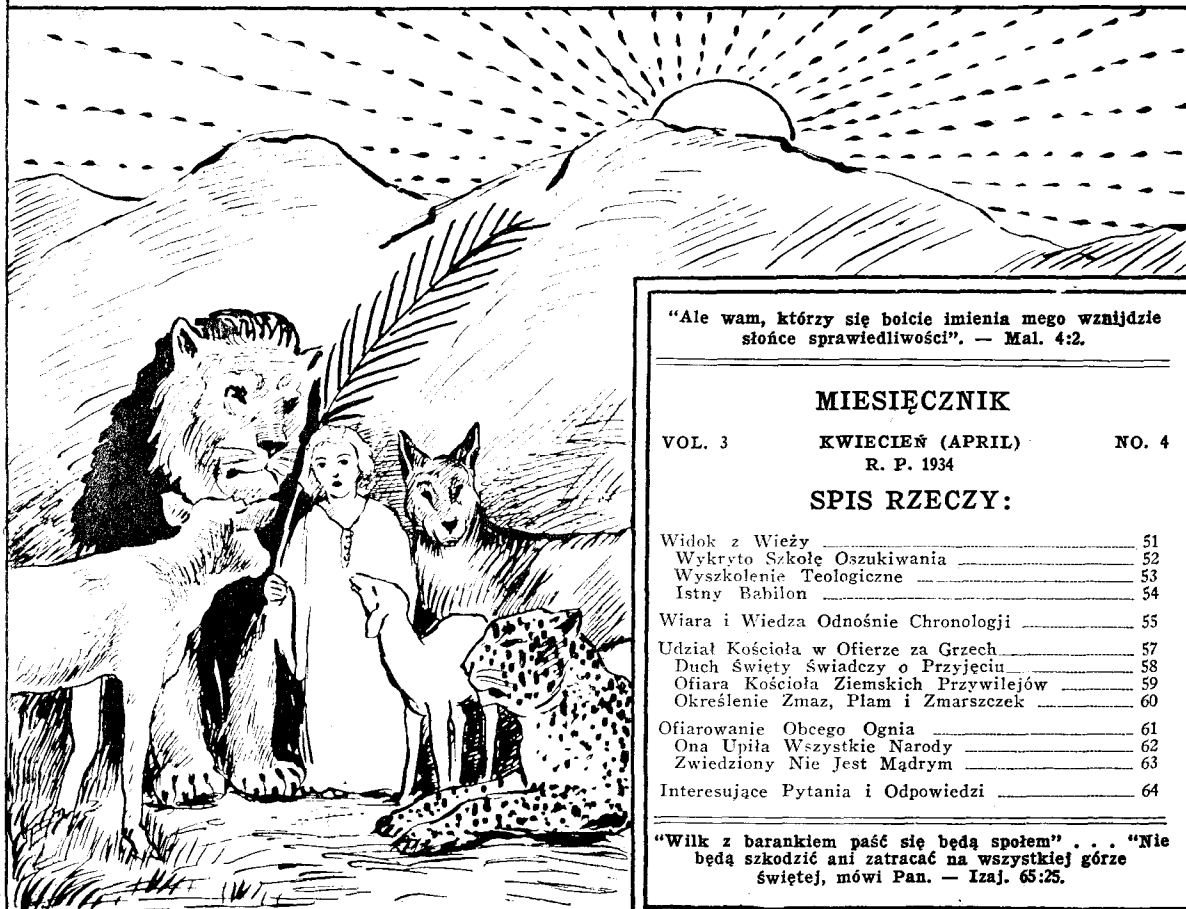 “Ale wam, którzy się boicie imienia mego wznijdzie
słońce sprawiedliwości”. — Mal. 4:2.
MIESIĘCZNIK
VOL. 3 KWIECIEŃ (APRIL) NO. 4
R. P. 1934
SPIS RZECZY:
Widok z Wieży 51
Wykryto Szkołę Oszukiwania 52
Wyszkolenie Teologiczne 53
Istny Babilon 54
Wiara i Wiedza Odnośnie Chronologji 55
Udział Kościoła w Ofierze za Grzech 57
Duch Święty Świadczy o Przyjęciu 58
Ofiara Kościoła Ziemskich Przywilejów 59
Określenie Zmaz, Plam i Zmarszczek 60
Ofiarowanie Obcego Ognia 61
Ona Upiła Wszystkie Narody 62
Zwiedziony Nie Jest Mądrym 63
Interesujące Pytania i Odpowiedzi 64
“Wilk z barankiem paść się będą społem” . . . “Nie
będą szkodzić ani zatracać na wszystkiej górze
świętej, mówi Pan. — Izaj. 65:25.